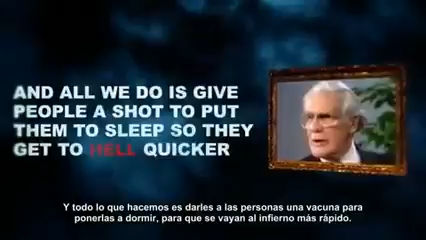 AND ALL WE DO IS GIVE
PEOPLE A SHOT TO PUT
THEM TO SLEEP SO THEY
GET TO HELL QUICKER
Y todo lo que hacemos es darles a las personas una vacuna para
ponerlas a dormir, para que se vayan al infierno más rápido.